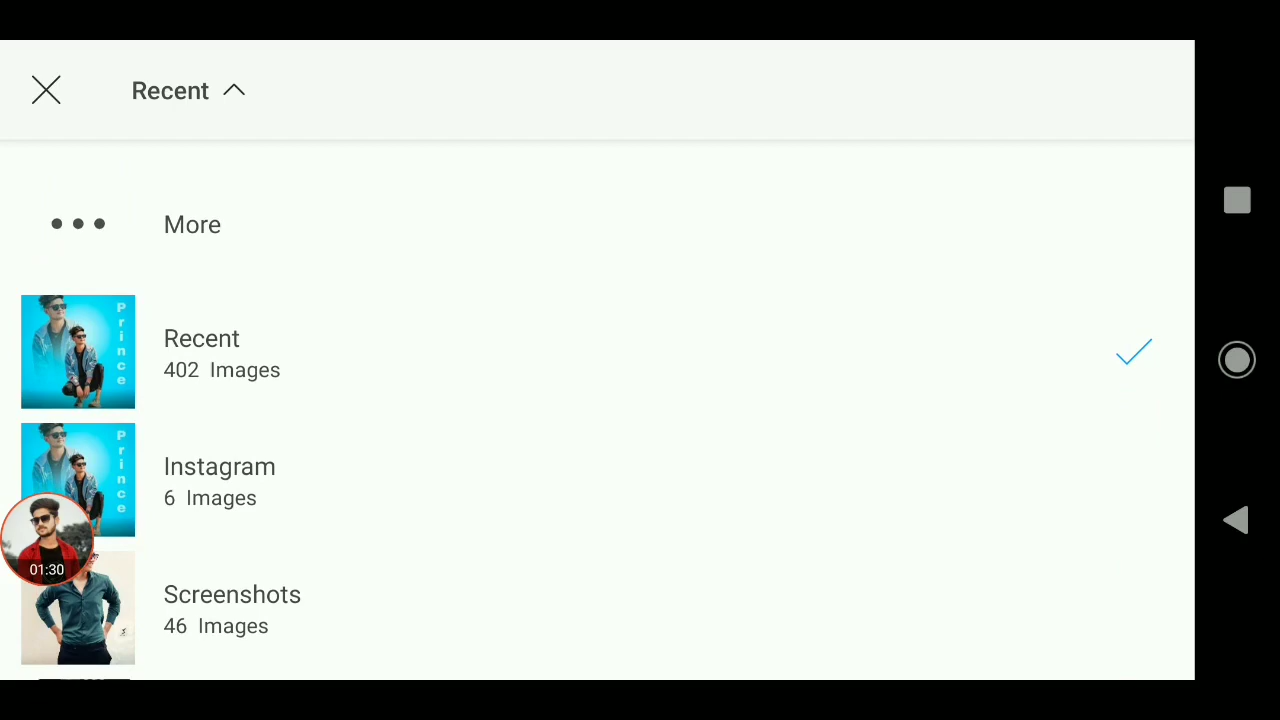 Recent
More
Prince
Recent
402 Images
Prince
Instagram
6 Images
01:30
Screenshots
46 Images